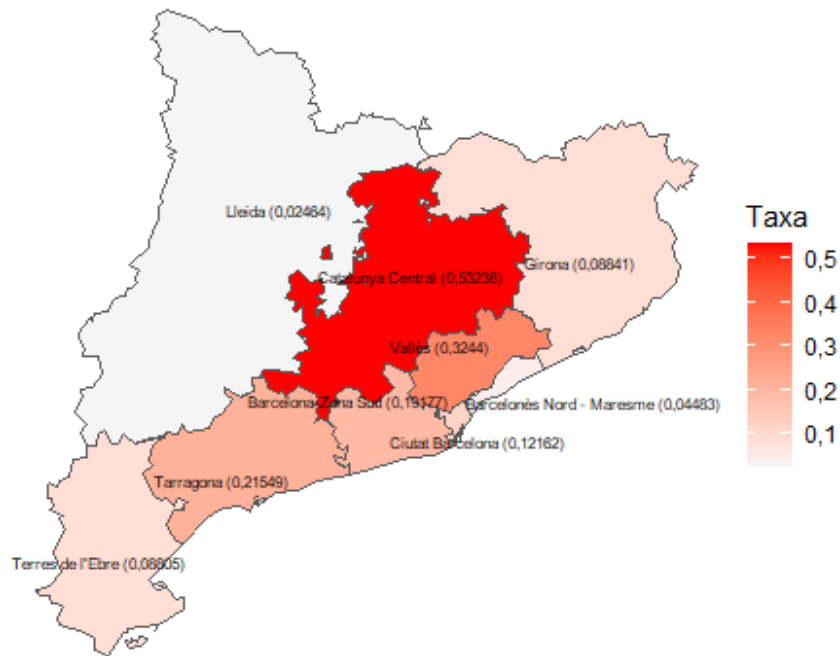 Lleida (0,02464)
Taxa
Girona (0,08841)
0,5
Catalunya Central (0,53238)
0,4
Vallès (0,3244)
0,3
Barcelona-Zona Sud (0,19177)
Barcelonès Nord - Maresme (0,04483)
0,2
Ciutat Barcelona (0,12162)
0,1
Tarragona (0,21549)
Terres de l'Ebre (0,08805)